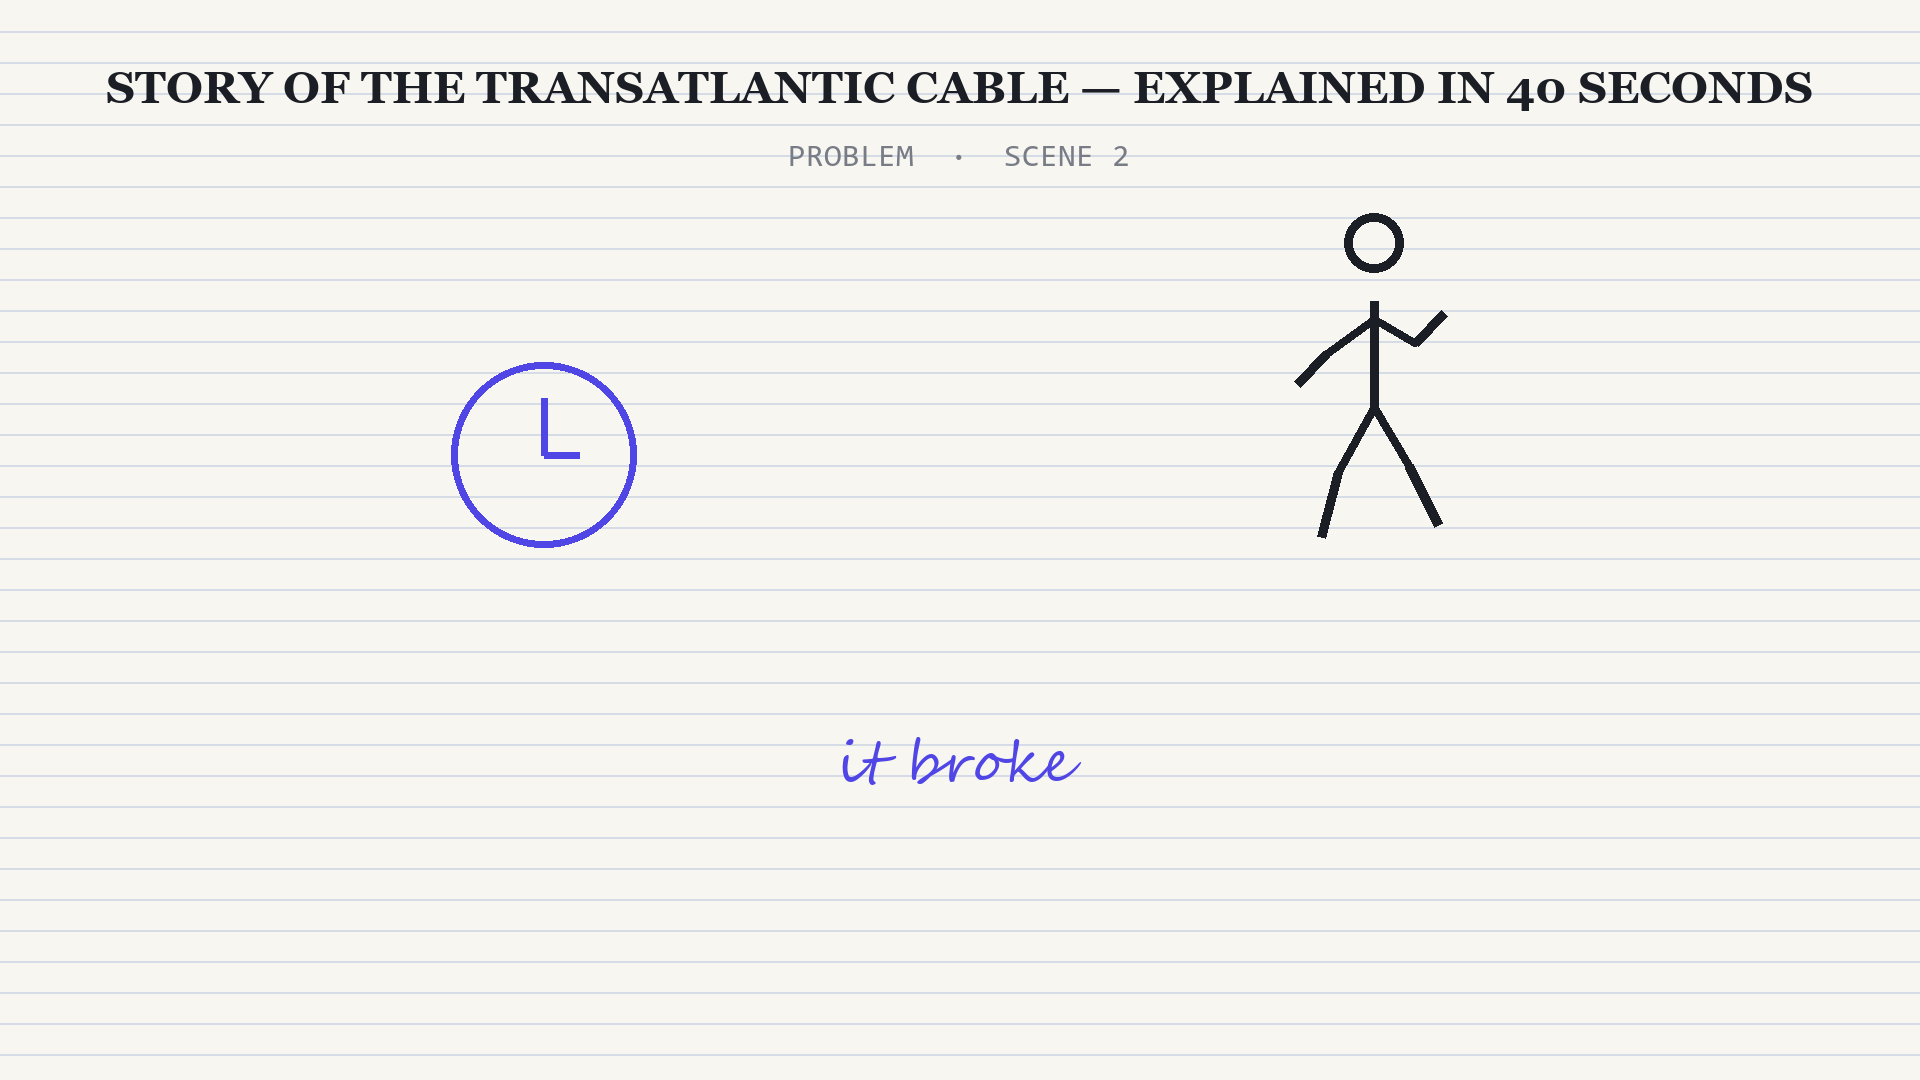 STORY OF THE TRANSATLANTIC CABLE — EXPLAINED IN 40 SECONDS
PROBLEM · SCENE 2
it broke